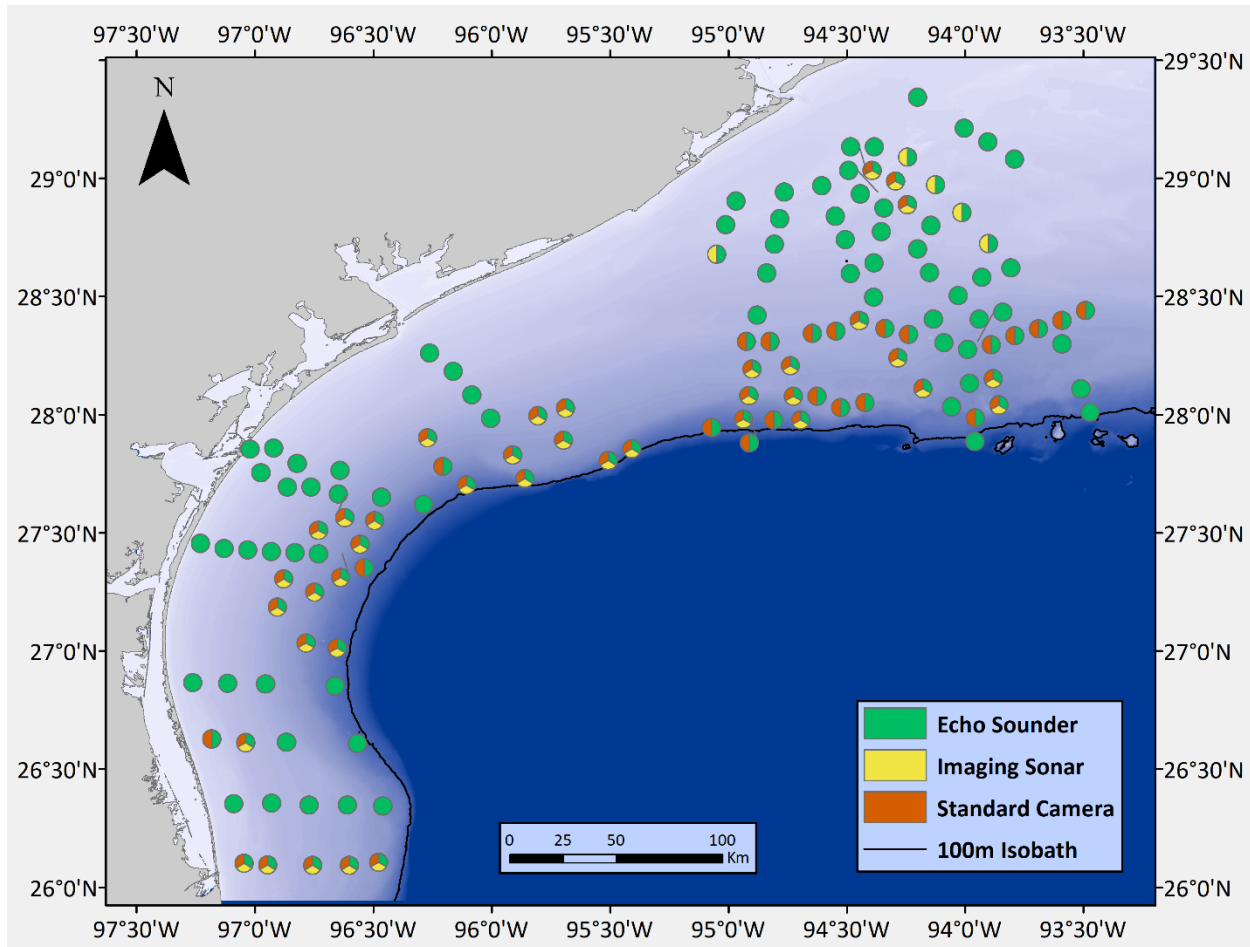 97°30'W 97°0'W 96°30'W 96°0'W 95°30'W 95°0'W 94°30'W 94°0'W 93°30'W
29°30'N
N
29°0'N 29°0'N
28°30'N 28°30'N
28°0'N 28°0'N
27°30'N 27°30'N
27°0'N 27°0'N
Echo Sounder
26°30'N Imaging Sonar 26°30'N
Standard Camera
0 25 50 100
Km
100m Isobath
26°0'N 26°0'N
97°30'W 97°0'W 96°30'W 96°0'W 95°30'W 95°0'W 94°30'W 94°0'W 93°30'W